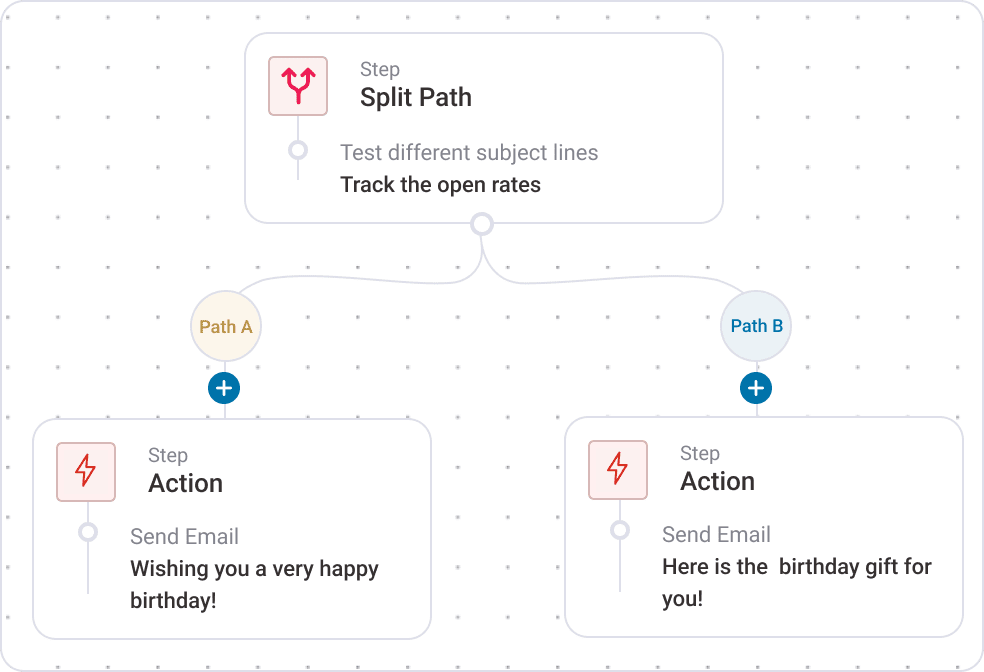 Step
Split Path
Test different subject lines
Track the open rates
Path A
Path B
Step
Action
Send Email
Wishing you a very happy
birthday!
Step
Action
Send Email
Here is the  birthday gift for
you!